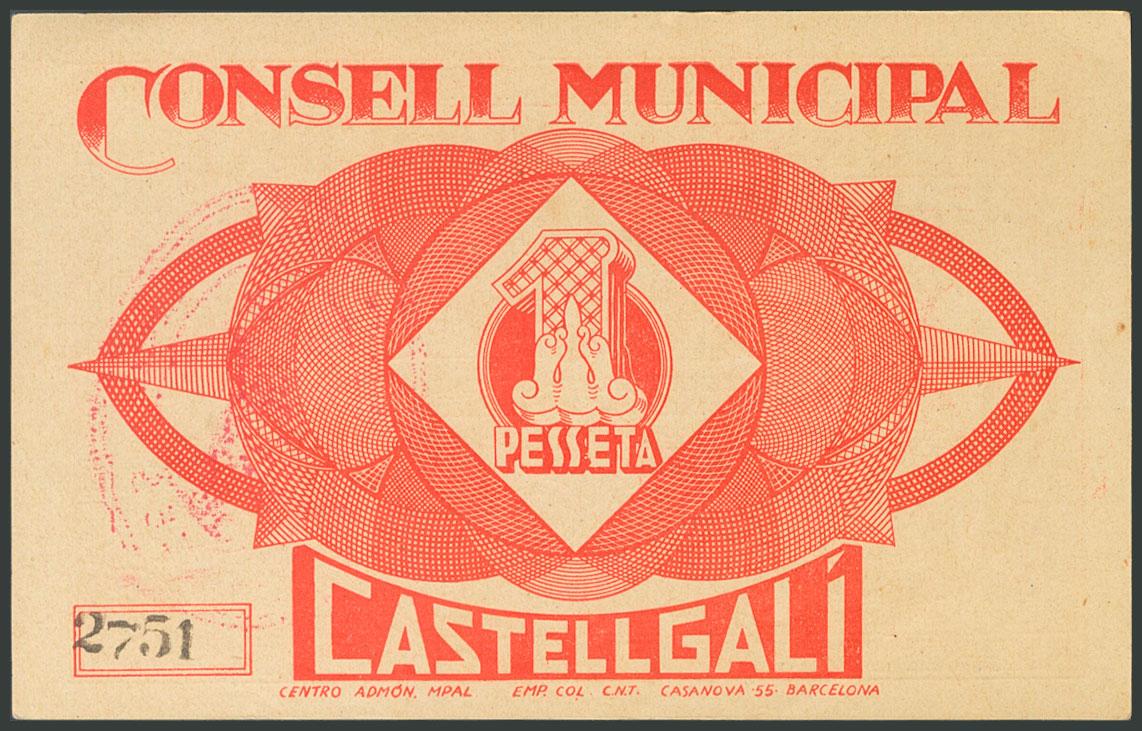 CONSELL MUNICIPAL
1
PESSETA
CASTELLGALÍ
2751
CENTRO ADMÓN. MPAL EMP. COL. C.N.T. CASANOVA·55·BARCELONA